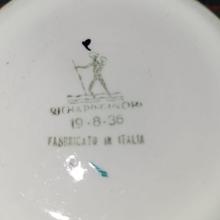 RICHARD-GINORI
19-8-36
FABBRICATO IN ITALIA